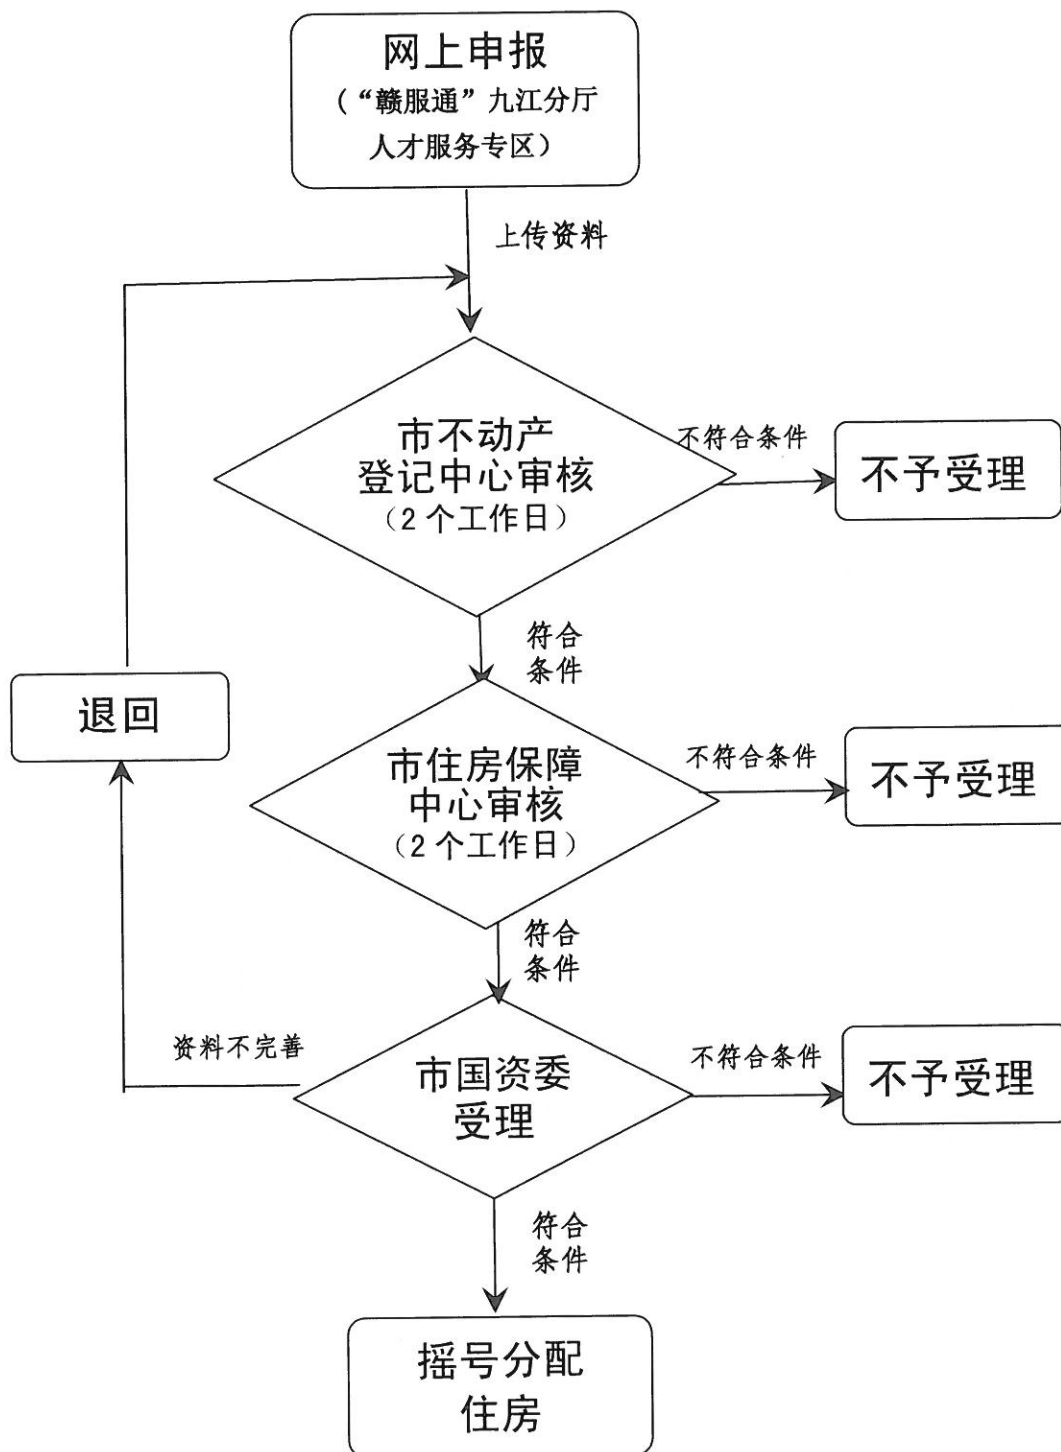 网上申报
（“赣服通”九江分厅
人才服务专区）
上传资料
市不动产
登记中心审核
（2个工作日）
不符合条件
不予受理
符合
条件
退回
市住房保障
中心审核
（2个工作日）
不符合条件
不予受理
符合
条件
资料不完善
市国资委
受理
不符合条件
不予受理
符合
条件
摇号分配
住房